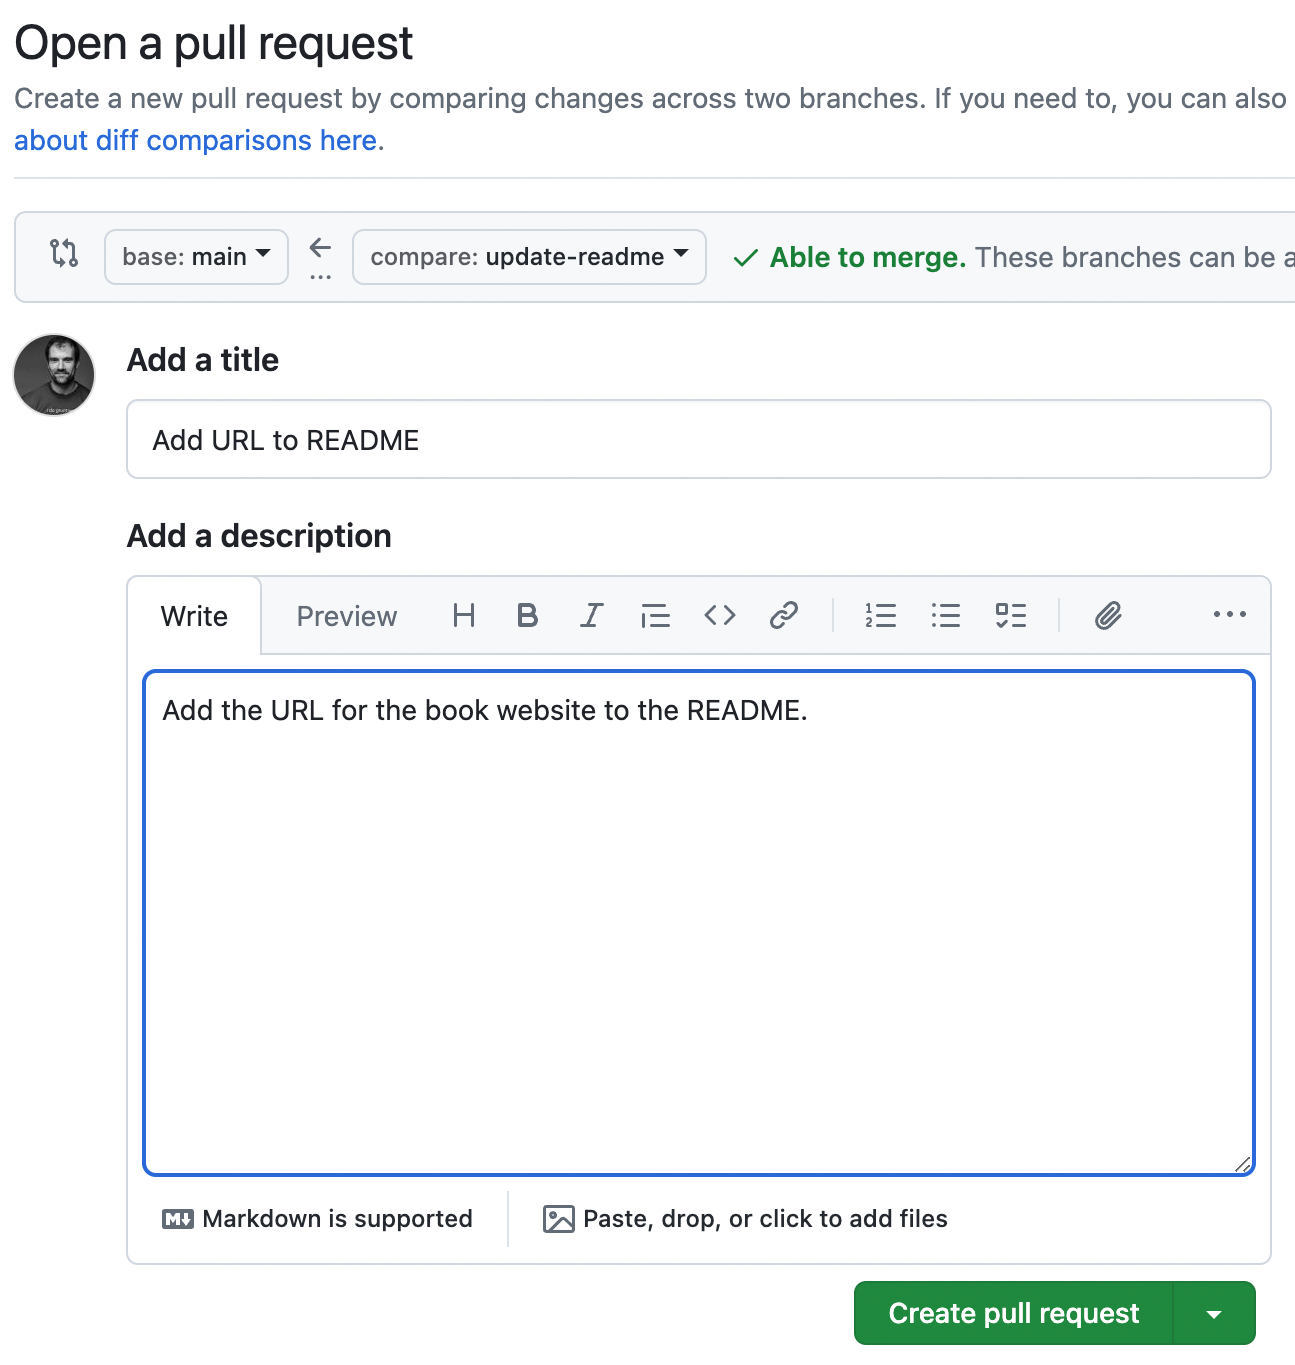 Open a pull request
Create a new pull request by comparing changes across two branches. If you need to, you can also
about diff comparisons here.
base: main
compare: update-readme
Able to merge. These branches can be a
Add a title
Add URL to README
Add a description
Write
Preview
Add the URL for the book website to the README.
Markdown is supported
Paste, drop, or click to add files
Create pull request